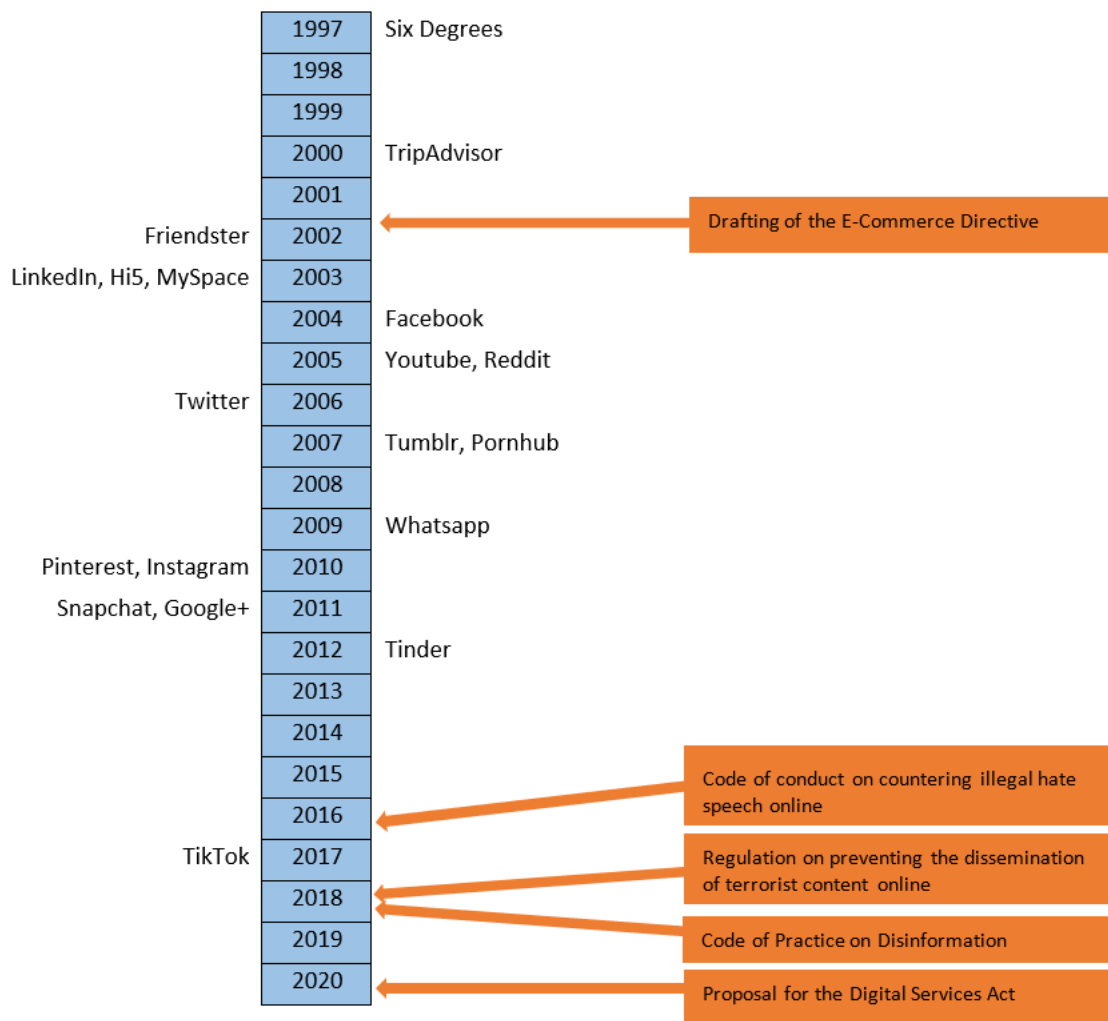 1997 Six Degrees
1998
1999
2000 TripAdvisor
2001
Drafting of the E-Commerce Directive
Friendster 2002
LinkedIn, Hi5, MySpace 2003
2004 Facebook
2005 Youtube, Reddit
Twitter 2006
2007 Tumblr, Pornhub
2008
2009 Whatsapp
Pinterest, Instagram 2010
Snapchat, Google+ 2011
2012 Tinder
2013
2014
2015
Code of conduct on countering illegal hate
speech online
2016
TikTok 2017
Regulation on preventing the dissemination
of terrorist content online
2018
2019
Code of Practice on Disinformation
2020
Proposal for the Digital Services Act